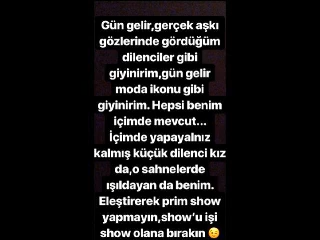 Gün gelir,gerçek aşkı
gözlerinde gördüğüm
dilenciler gibi
giyinirim,gün gelir
moda ikonu gibi
giyinirim. Hepsi benim
içimde mevcut...
İçimde yapayalnız
kalmış küçük dilenci kız
da,o sahnelerde
ışıldayan da benim.
Eleştirerek prim show
yapmayın,show’u işi
show olana bırakın 😉